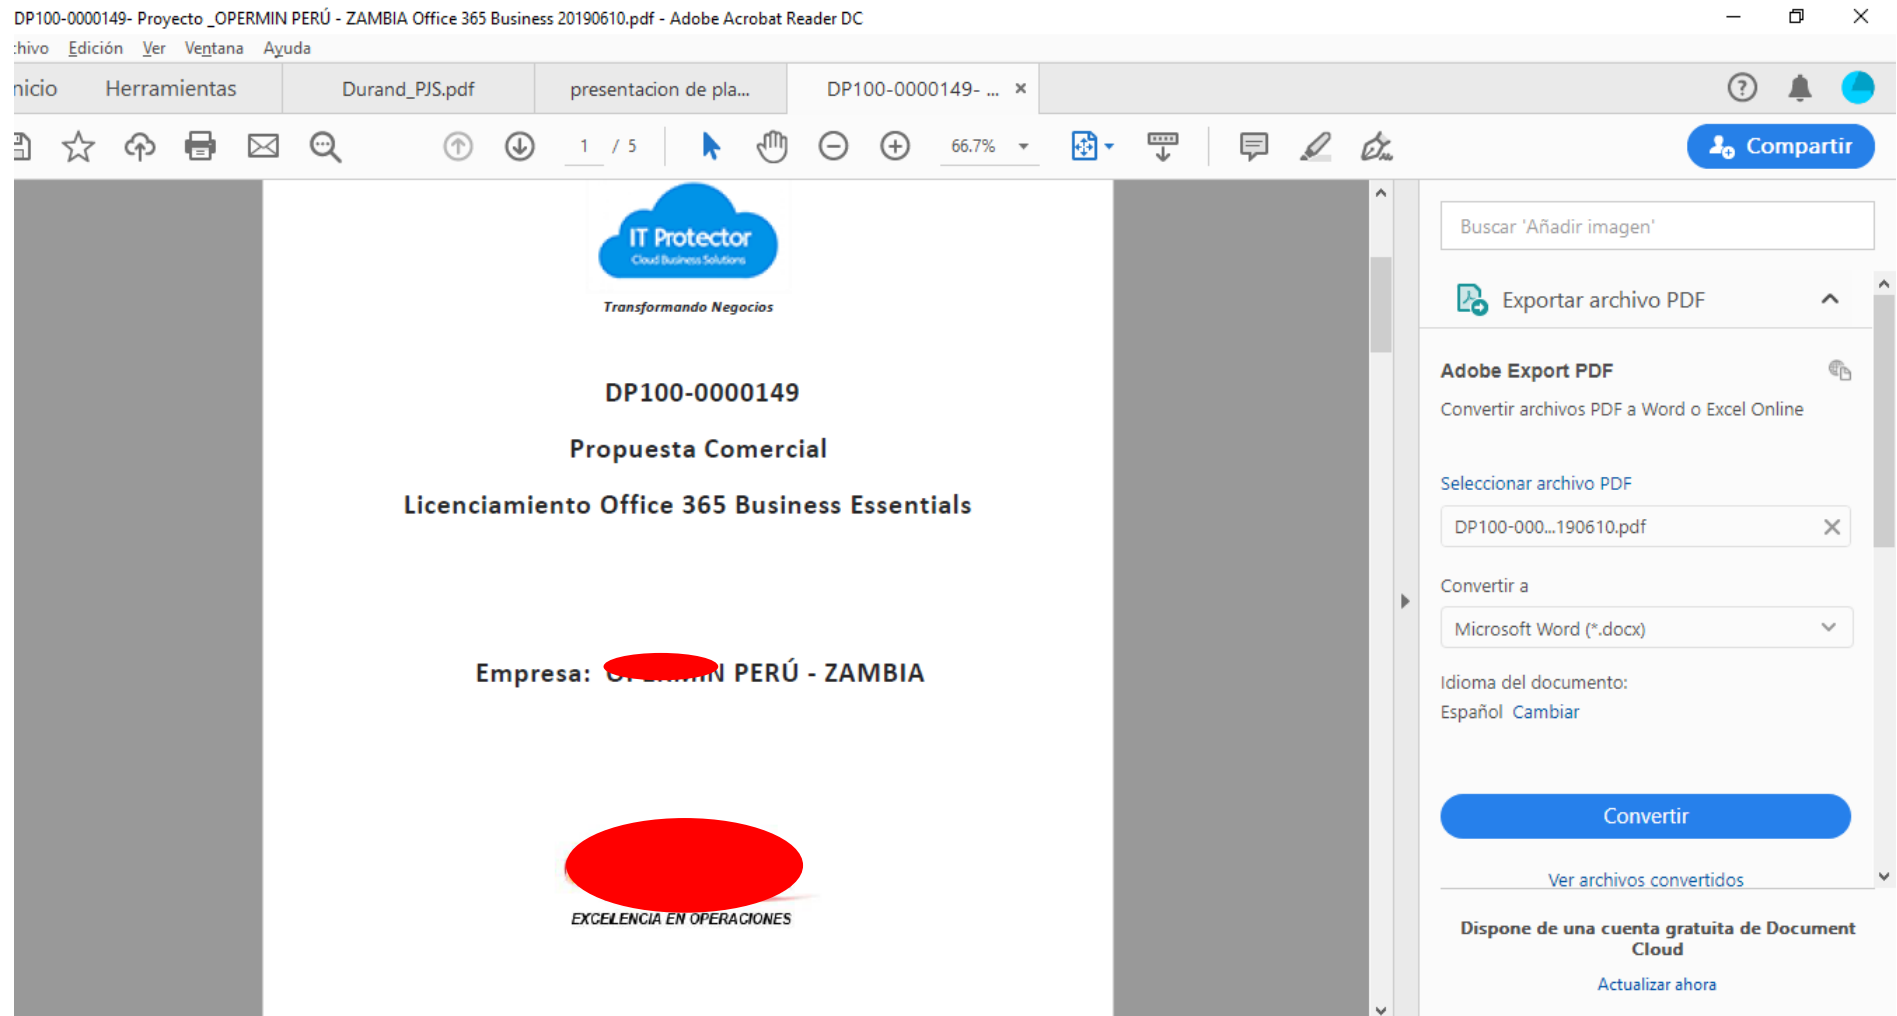 DP100-0000149- Proyecto _OPERMIN PERÚ - ZAMBIA Office 365 Business 20190610.pdf - Adobe Acrobat Reader DC
:hivo Edición Ver Ventana Ayuda
nicio Herramientas Durand_PJS.pdf presentacion de pla... DP100-0000149- ... ×
1 / 5 66.7% Compartir
IT Protector
Cloud Business Solutions
Transformando Negocios
DP100-0000149
Propuesta Comercial
Licenciamiento Office 365 Business Essentials
Empresa: PERÚ - ZAMBIA
EXCELENCIA EN OPERACIONES
Buscar 'Añadir imagen'
Exportar archivo PDF
Adobe Export PDF
Convertir archivos PDF a Word o Excel Online
Seleccionar archivo PDF
DP100-000...190610.pdf
Convertir a
Microsoft Word (*.docx)
Idioma del documento:
Español Cambiar
Convertir
Ver archivos convertidos
Dispone de una cuenta gratuita de Document
Cloud
Actualizar ahora